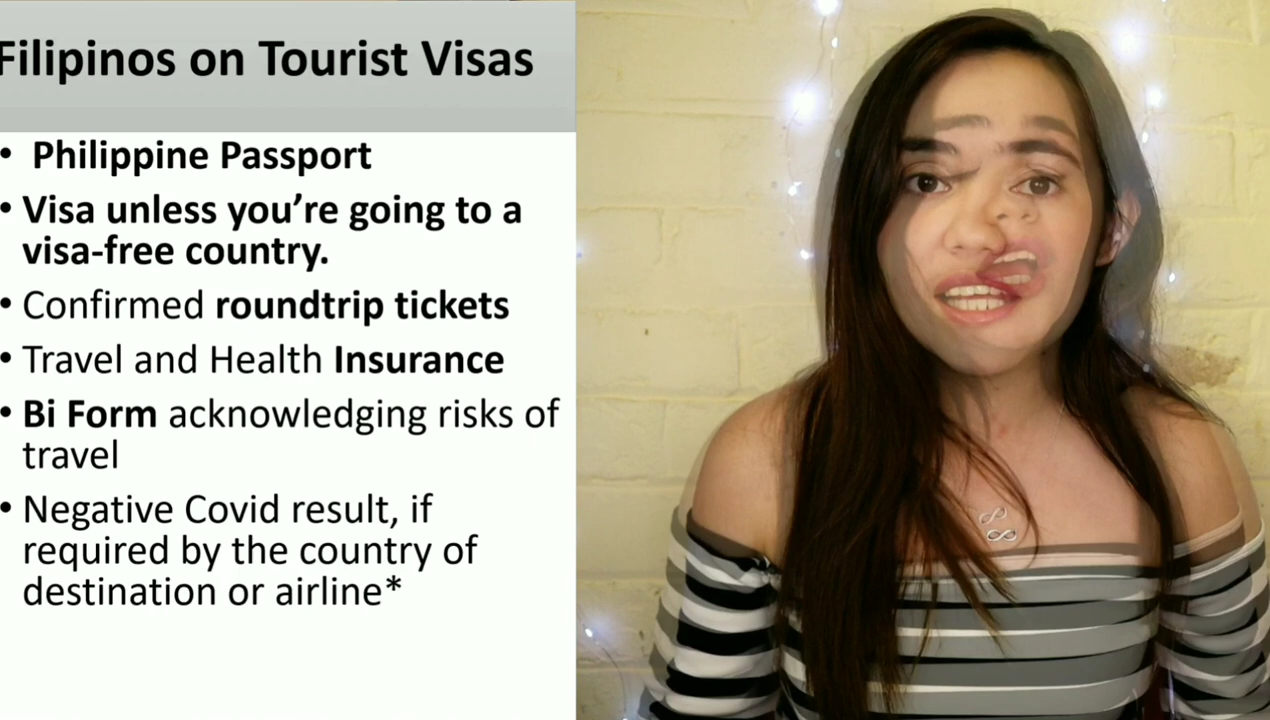 Filipinos on Tourist Visas
• Philippine Passport
• Visa unless you’re going to a
visa-free country.
• Confirmed roundtrip tickets
• Travel and Health Insurance
• Bi Form acknowledging risks of
travel
• Negative Covid result, if
required by the country of
destination or airline*